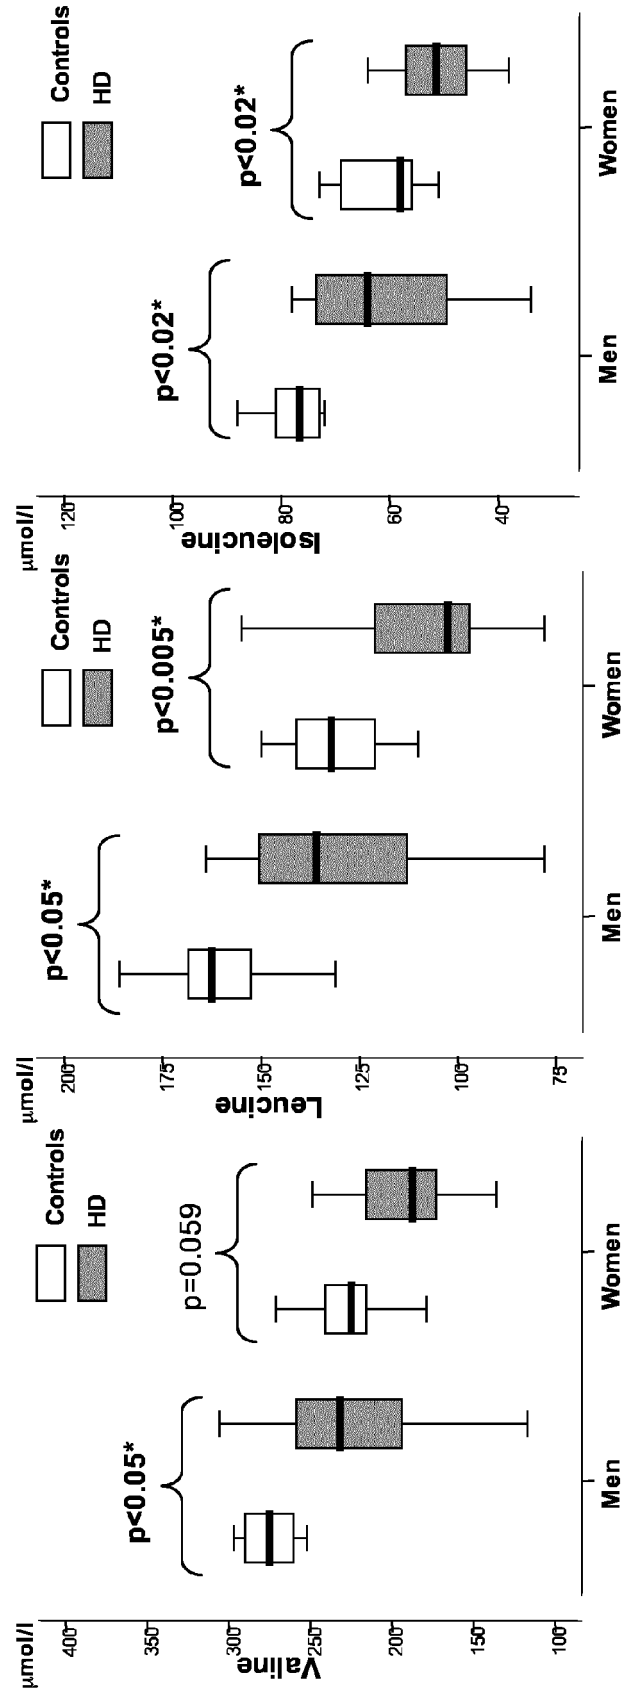 µmol/l
Valine
400
350
300
250
200
150
100
Controls
HD
p<0.05*
p=0.059
Men
Women
µmol/l
Leucine
200
175
150
125
100
75
Controls
HD
p<0.05*
p<0.005*
Men
Women
µmol/l
Isoleucine
120
100
80
60
40
Controls
HD
p<0.02*
p<0.02*
Men
Women